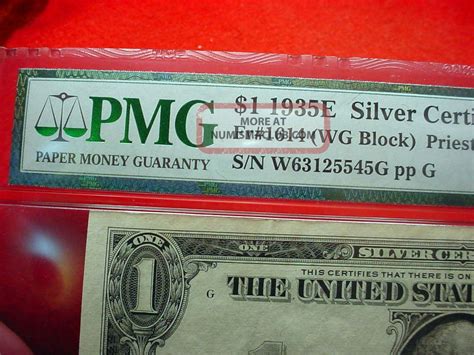 PMG
PAPER MONEY GUARANTY
$1 1935E Silver Certi
MORE AT
Fr#1614 (WG Block) Priest
S/N W63125545G pp G
ONE
SILVER CER
THIS CERTIFIES THAT THERE IS ON
1
G
THE UNITED STA